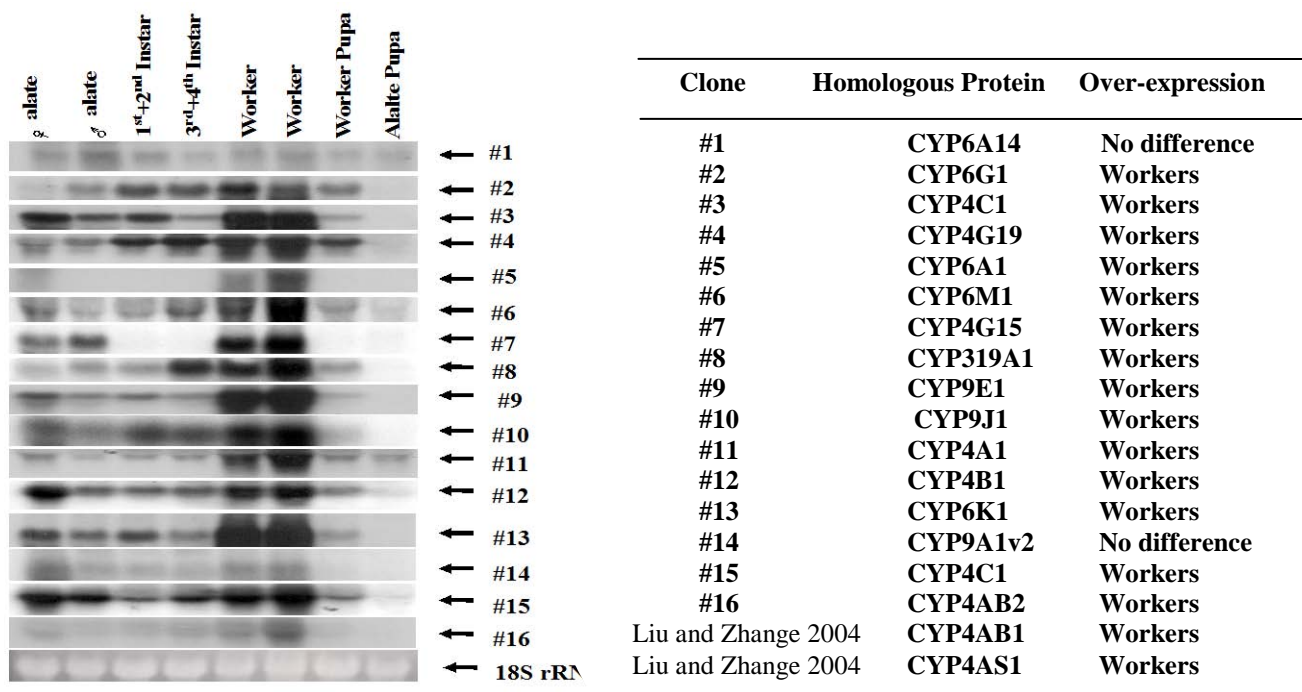 ♀ alate
♂ alate
1st+2nd Instar
3rd+4th Instar
Worker
Worker
Worker Pupa
Alalte Pupa
#1
#2
#3
#4
#5
#6
#7
#8
#9
#10
#11
#12
#13
#14
#15
#16
18S rRN
Clone Homologous Protein Over-expression
#1 CYP6A14 No difference
#2 CYP6G1 Workers
#3 CYP4C1 Workers
#4 CYP4G19 Workers
#5 CYP6A1 Workers
#6 CYP6M1 Workers
#7 CYP4G15 Workers
#8 CYP319A1 Workers
#9 CYP9E1 Workers
#10 CYP9J1 Workers
#11 CYP4A1 Workers
#12 CYP4B1 Workers
#13 CYP6K1 Workers
#14 CYP9A1v2 No difference
#15 CYP4C1 Workers
#16 CYP4AB2 Workers
Liu and Zhange 2004 CYP4AB1 Workers
Liu and Zhange 2004 CYP4AS1 Workers